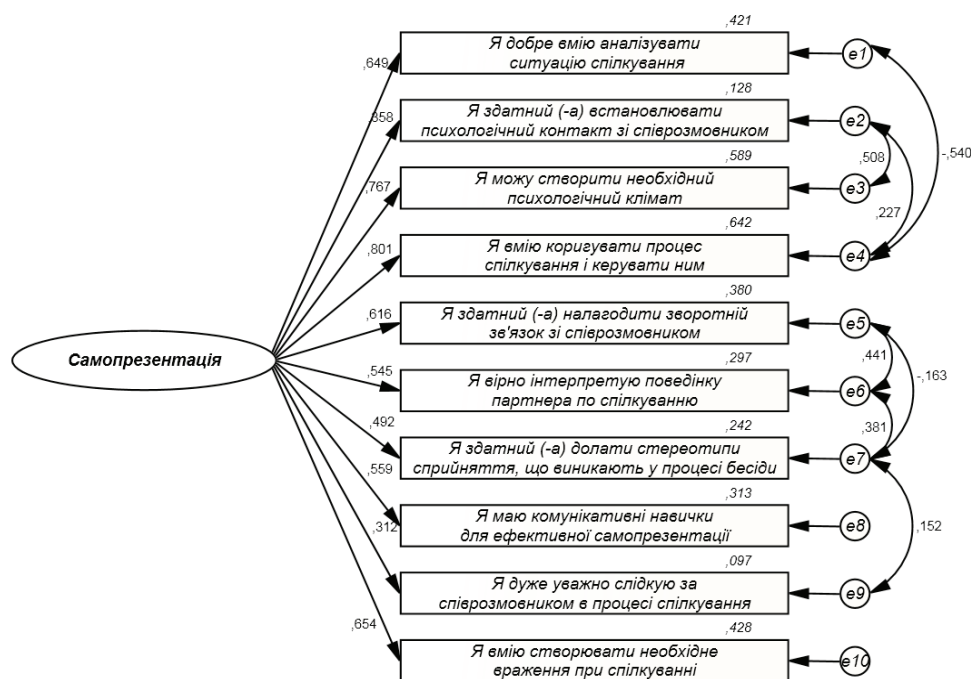 ,421
Я добре вмію аналізувати
ситуацію спілкування
e1
,649
,128
Я здатний (-а) встановлювати
психологічний контакт зі співрозмовником
e2
,358
,508
-,540
,589
Я можу створити необхідний
психологічний клімат
e3
,767
,227
,642
Я вмію коригувати процес
спілкування і керувати ним
e4
,801
,380
Я здатний (-а) налагодити зворотній
зв'язок зі співрозмовником
e5
,616
Самопрезентація
,441
-,163
,297
Я вірно інтерпретую поведінку
партнера по спілкуванню
e6
,545
,381
,242
Я здатний (-а) долати стереотипи
сприйняття, що виникають у процесі бесіди
e7
,492
,559
,313
Я маю комунікативні навички
для ефективної самопрезентації
e8
,312
,152
,097
Я дуже уважно слідкую за
співрозмовником в процесі спілкування
e9
,654
,428
Я вмію створювати необхідне
враження при спілкуванні
e10